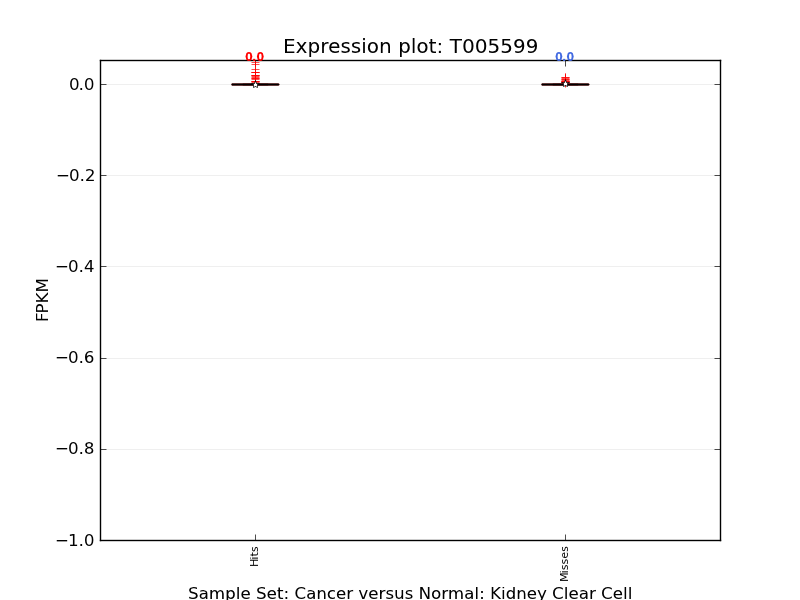 Expression plot: T005599
0.0 0.0
0.0
−0.2
−0.4
−0.6
−0.8
−1.0
FPKM
Hits Misses
Sample Set: Cancer versus Normal: Kidney Clear Cell